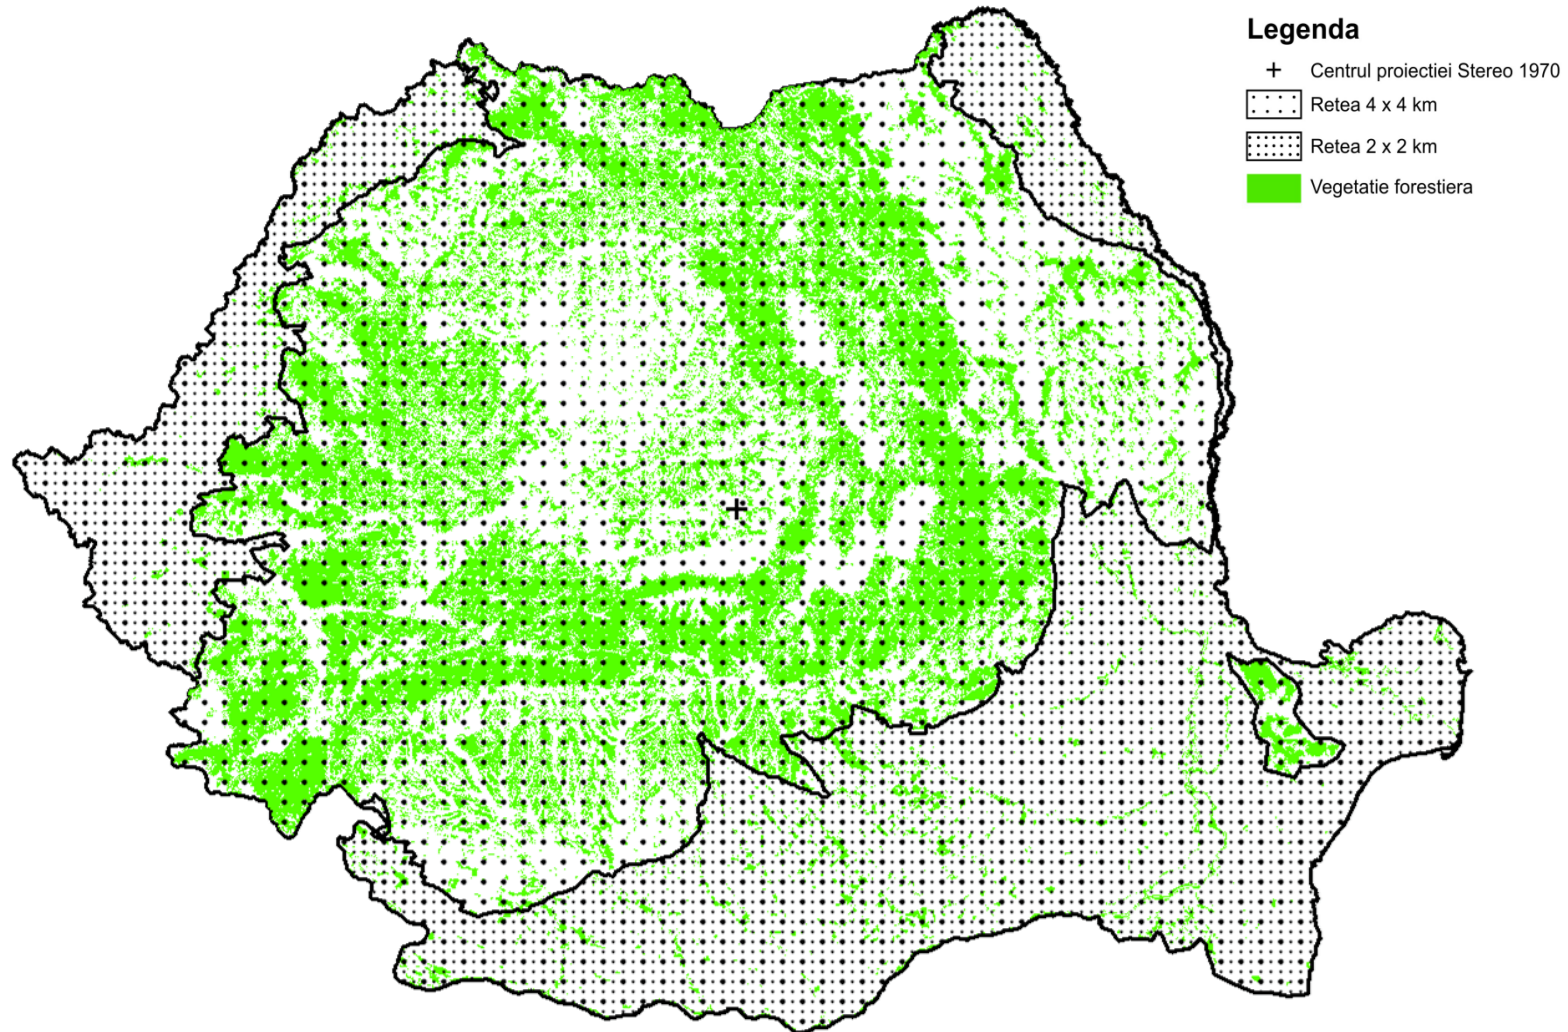 Legenda
Centrul proiectiei Stereo 1970
Retea 4 x 4 km
Retea 2 x 2 km
Vegetatie forestiera